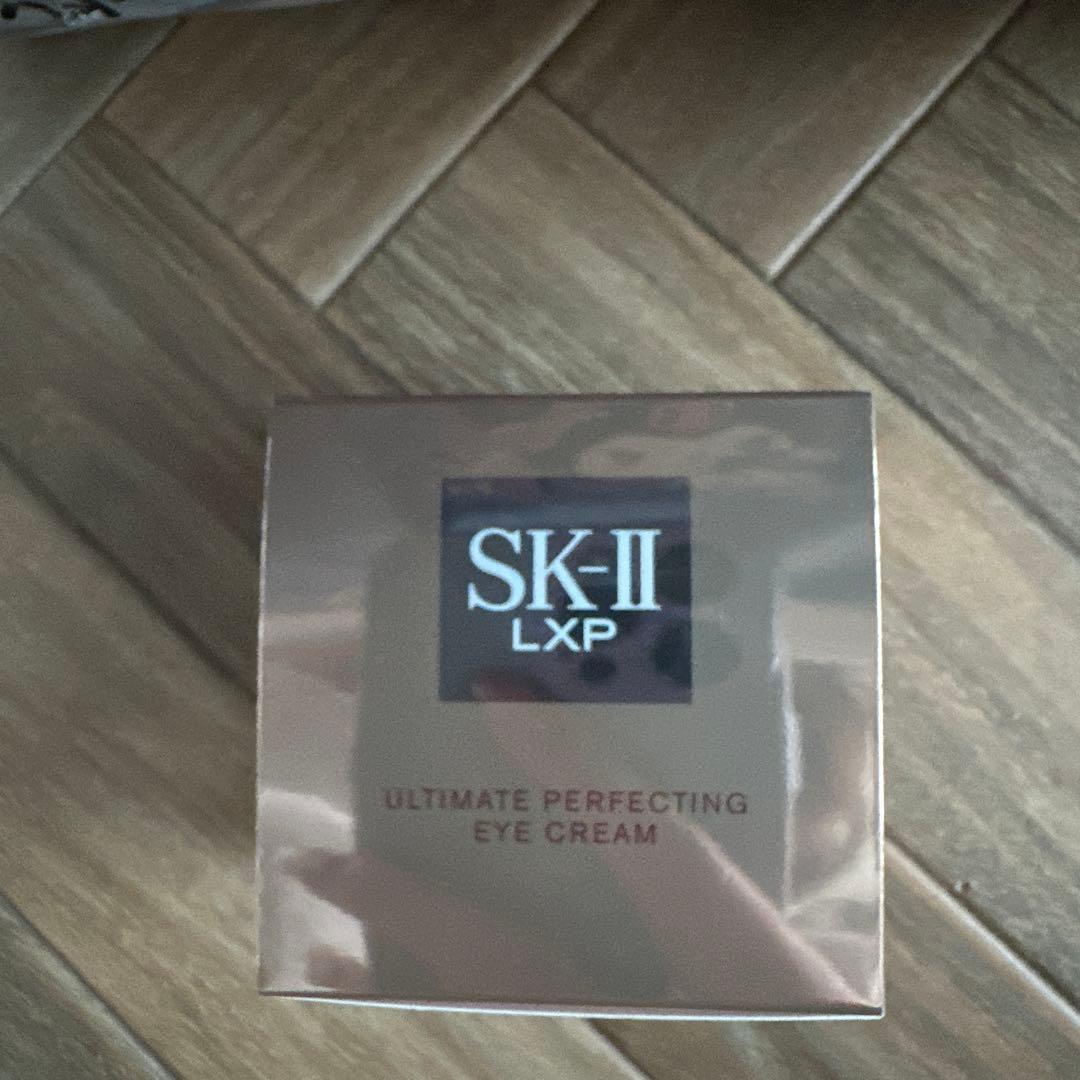 SK-II
LXP
ULTIMATE PERFECTING
EYE CREAM